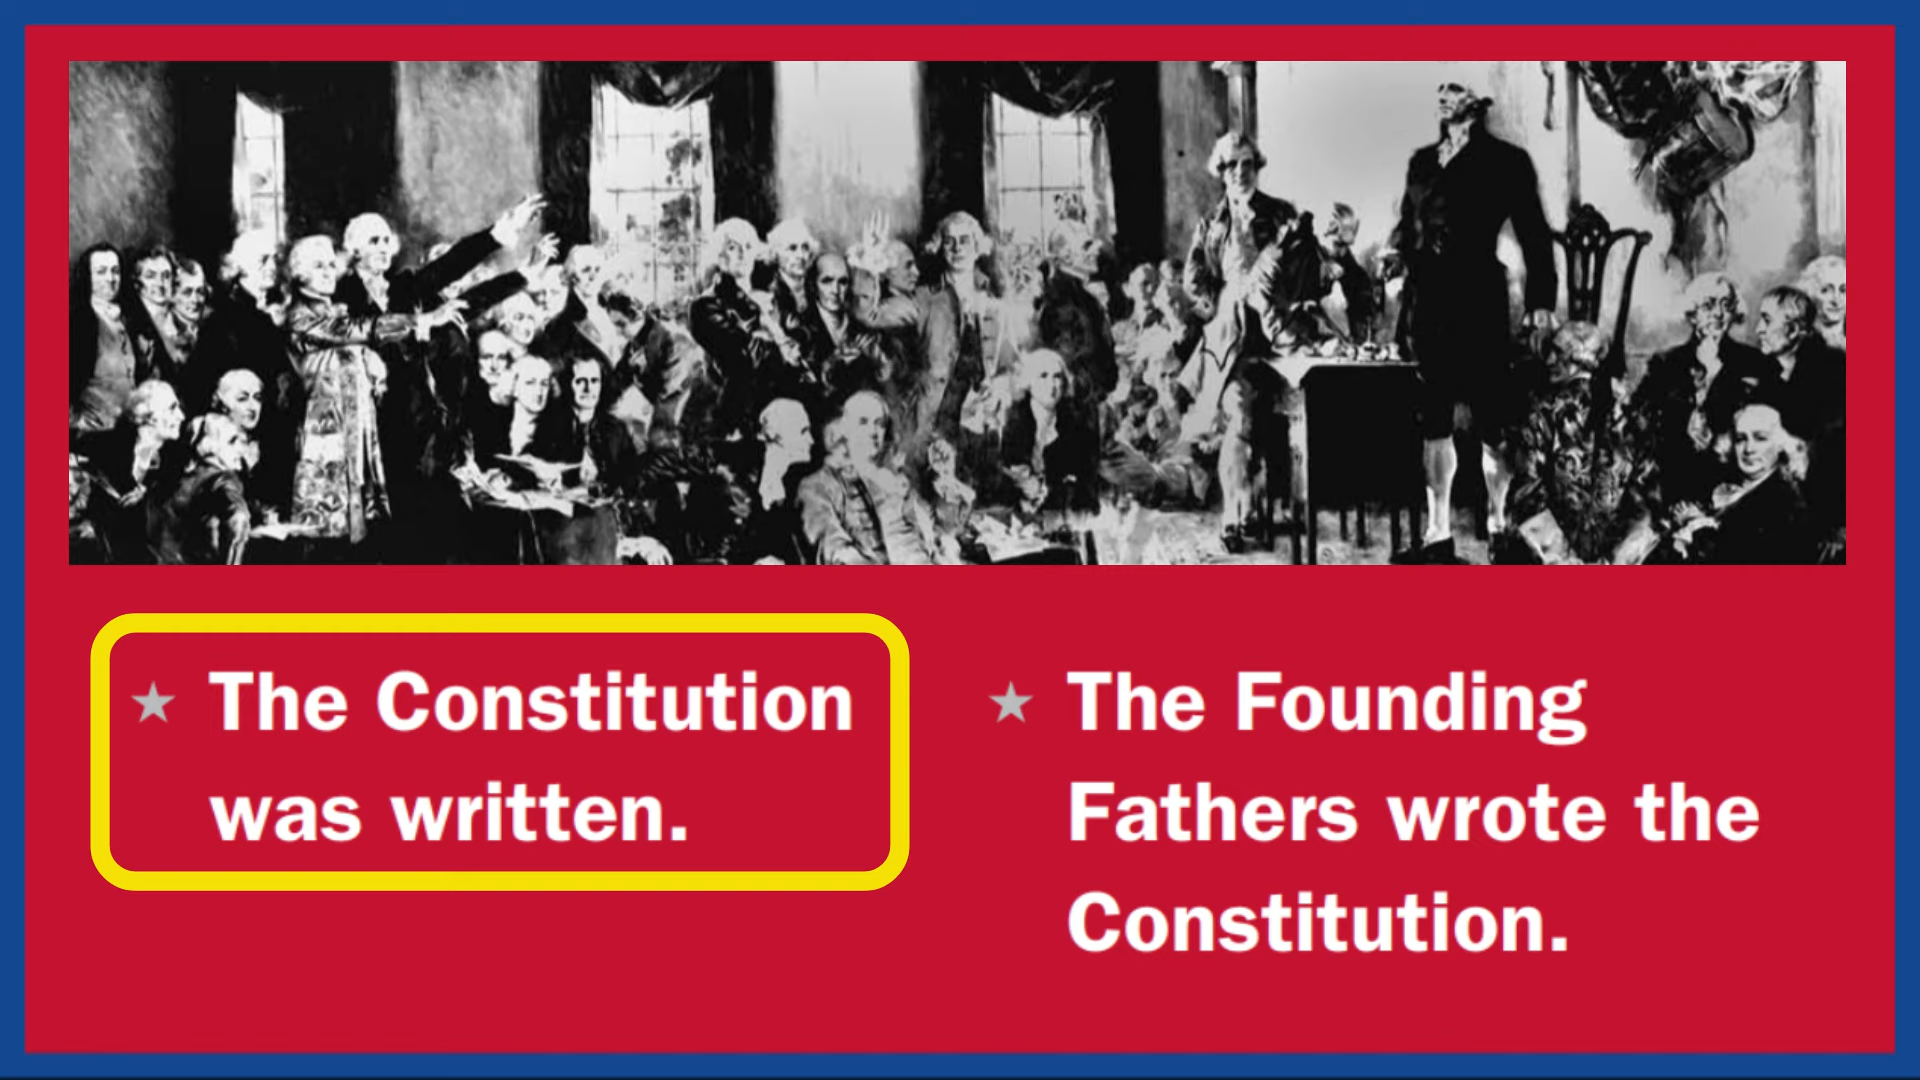 The Constitution
was written.
The Founding
Fathers wrote the
Constitution.